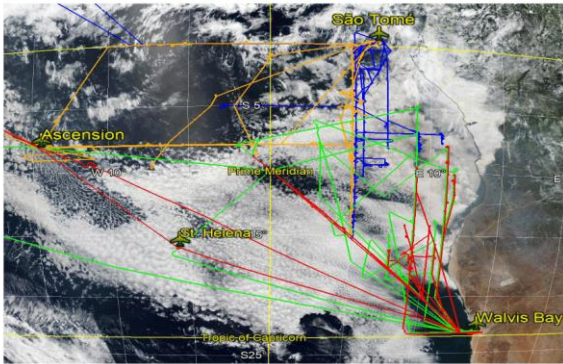 São Tomé
S 5°
Ascension
W 10°
Prime Meridian
E 10°
E
St. Helena
Walvis Bay
Tropic of Capricorn
S25